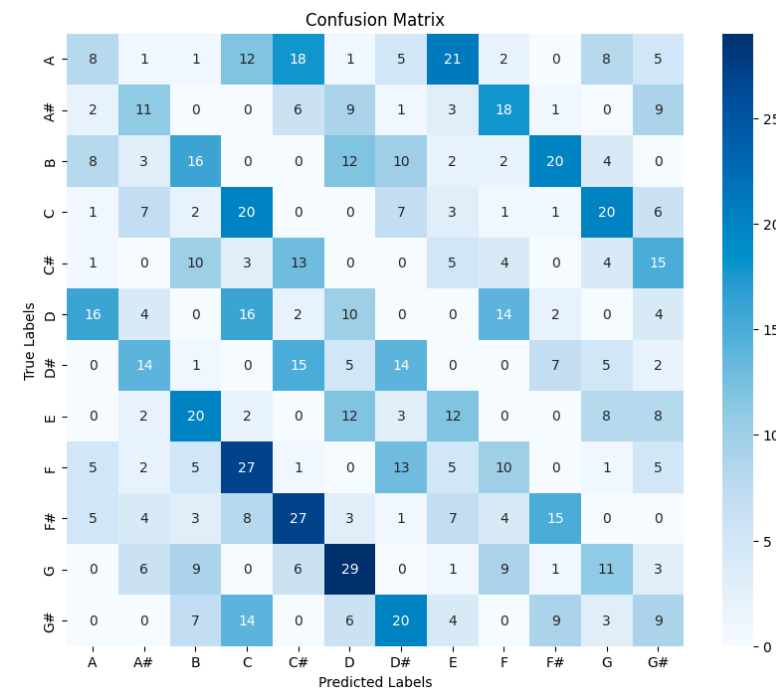 Confusion Matrix
A 8 1 1 12 18 1 5 21 2 0 8 5
A# 2 11 0 0 6 9 1 3 18 1 0 9
B 8 3 16 0 0 12 10 2 2 20 4 0
C 1 7 2 20 0 0 7 3 1 1 20 6
C# 1 0 10 3 13 0 0 5 4 0 4 15
D 16 4 0 16 2 10 0 0 14 2 0 4
D# 0 14 1 0 15 5 14 0 0 7 5 2
E 0 2 20 2 0 12 3 12 0 0 8 8
F 5 2 5 27 1 0 13 5 10 0 1 5
F# 5 4 3 8 27 3 1 7 4 15 0 0
G 0 6 9 0 6 29 0 1 9 1 11 3
G# 0 0 7 14 0 6 20 4 0 9 3 9
A A# B C C# D D# E F F# G G#
Predicted Labels
True Labels
25
20
15
10
5
0